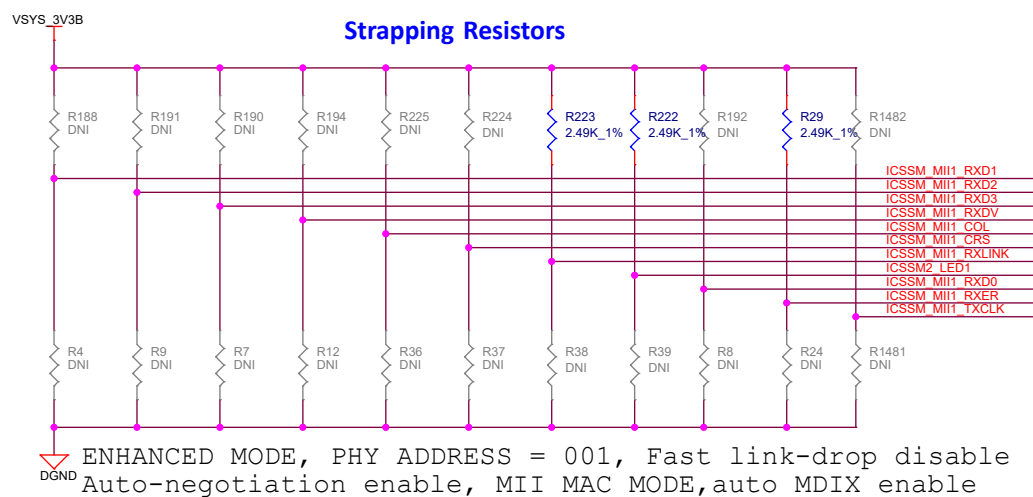 VSYS_3V3B
Strapping Resistors
R188 R191 R190 R194 R225 R224 R223 R222 R192 R29 R1482
DNI DNI DNI DNI DNI DNI 2.49K_1% 2.49K_1% DNI 2.49K_1% DNI
ICSSM_MII1_RXD1
ICSSM_MII1_RXD2
ICSSM_MII1_RXD3
ICSSM_MII1_RXDV
ICSSM_MII1_COL
ICSSM_MII1_CRS
ICSSM_MII1_RXLINK
ICSSM2_LED1
ICSSM_MII1_RXD0
ICSSM_MII1_RXER
ICSSM_MII1_TXCLK
R4 R9 R7 R12 R36 R37 R38 R39 R8 R24 R1481
DNI DNI DNI DNI DNI DNI DNI DNI DNI DNI DNI
DGND
ENHANCED MODE, PHY ADDRESS = 001, Fast link-drop disable
Auto-negotiation enable, MII MAC MODE,auto MDIX enable